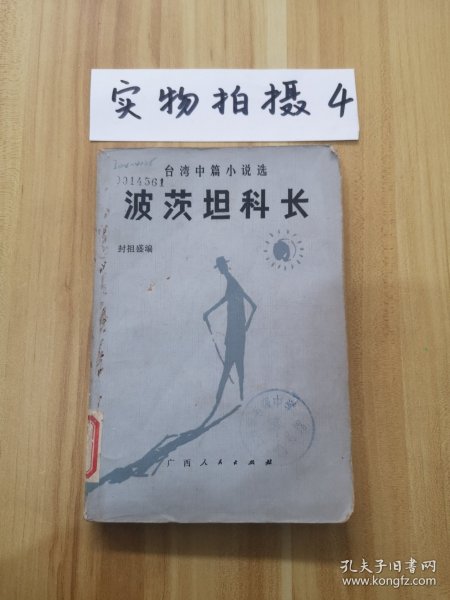 实物拍摄4
台湾中篇小说选
2014561
波茨坦科长
封祖盛编
广西人民出版社
孔夫子旧书网
www.kongfz.com